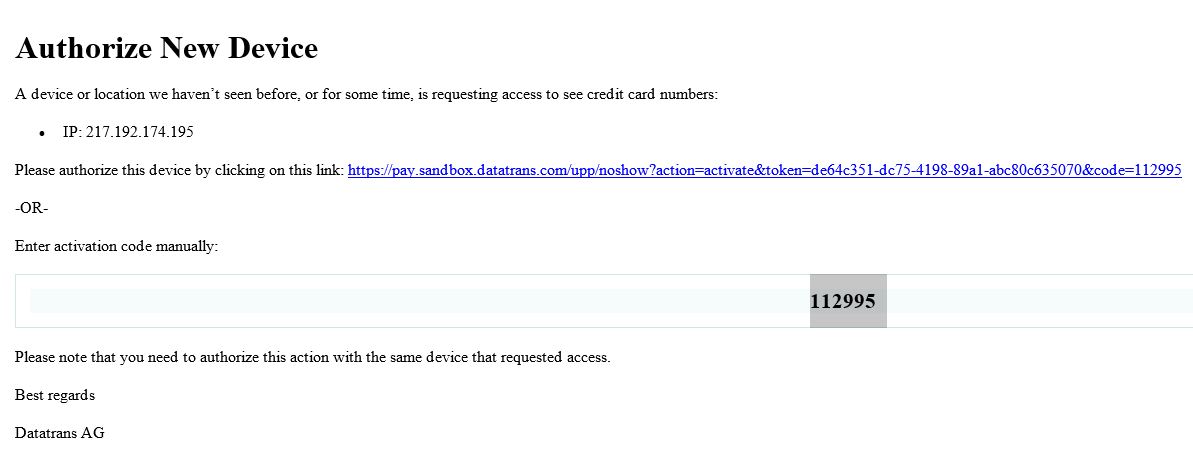 Authorize New Device
A device or location we haven’t seen before, or for some time, is requesting access to see credit card numbers:
• IP: 217.192.174.195
Please authorize this device by clicking on this link: https://pay.sandbox.datatrans.com/upp/noshow?action=activate&token=de64c351-dc75-4198-89a1-abc80c635070&code=112995
-OR-
Enter activation code manually:
112995
Please note that you need to authorize this action with the same device that requested access.
Best regards
Datatrans AG